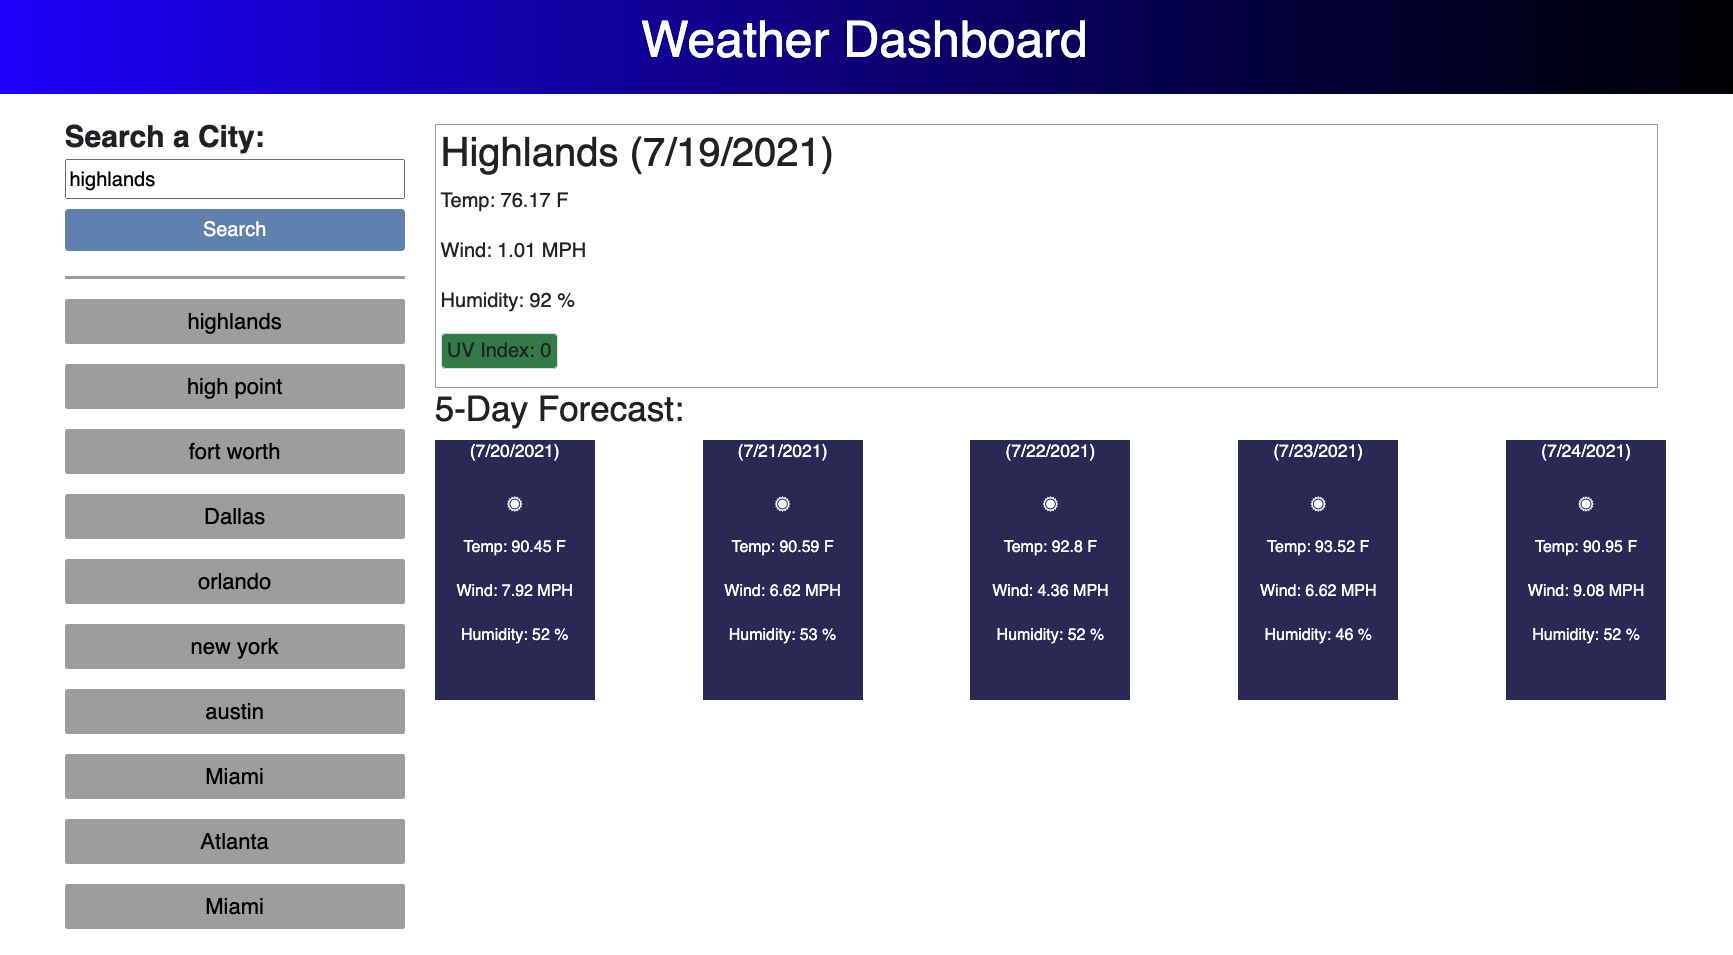 Weather Dashboard
Search a City:
highlands
Search
highlands
high point
fort worth
Dallas
orlando
new york
austin
Miami
Atlanta
Miami
Highlands (7/19/2021)
Temp: 76.17 F
Wind: 1.01 MPH
Humidity: 92 %
UV Index: 0
5-Day Forecast:
(7/20/2021)
Temp: 90.45 F
Wind: 7.92 MPH
Humidity: 52 %
(7/21/2021)
Temp: 90.59 F
Wind: 6.62 MPH
Humidity: 53 %
(7/22/2021)
Temp: 92.8 F
Wind: 4.36 MPH
Humidity: 52 %
(7/23/2021)
Temp: 93.52 F
Wind: 6.62 MPH
Humidity: 46 %
(7/24/2021)
Temp: 90.95 F
Wind: 9.08 MPH
Humidity: 52 %